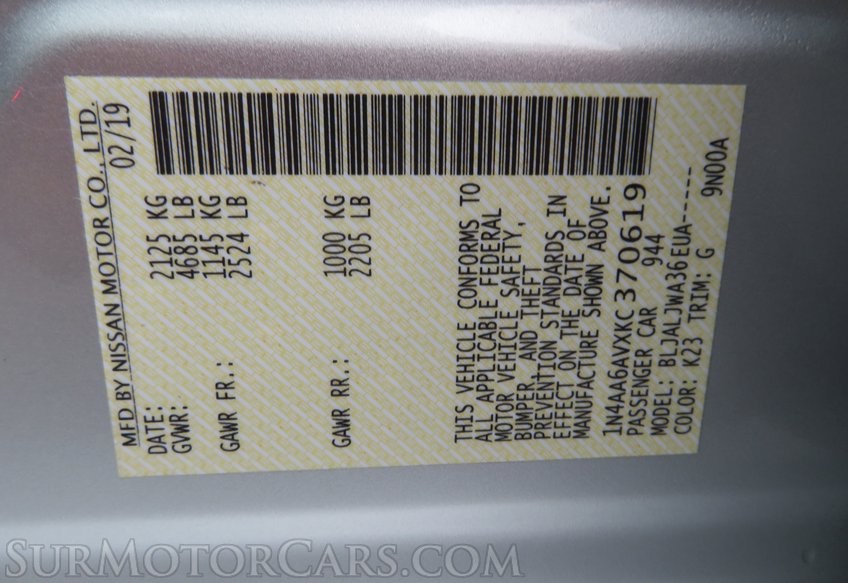 MFD BY NISSAN MOTOR CO., LTD.
DATE: 02/19
GVWR: 2125 KG
4685 LB
GAWR FR.: 1145 KG
2524 LB
GAWR RR.: 1000 KG
2205 LB
THIS VEHICLE CONFORMS TO
ALL APPLICABLE FEDERAL
MOTOR VEHICLE SAFETY,
BUMPER, AND THEFT
PREVENTION STANDARDS IN
EFFECT ON THE DATE OF
MANUFACTURE SHOWN ABOVE.
1N4AA6AVXKC370619
PASSENGER CAR 944
MODEL: BLJALJWA36EUA-----
COLOR: K23 TRIM: G 9N00A
SURMOTORCARS.COM